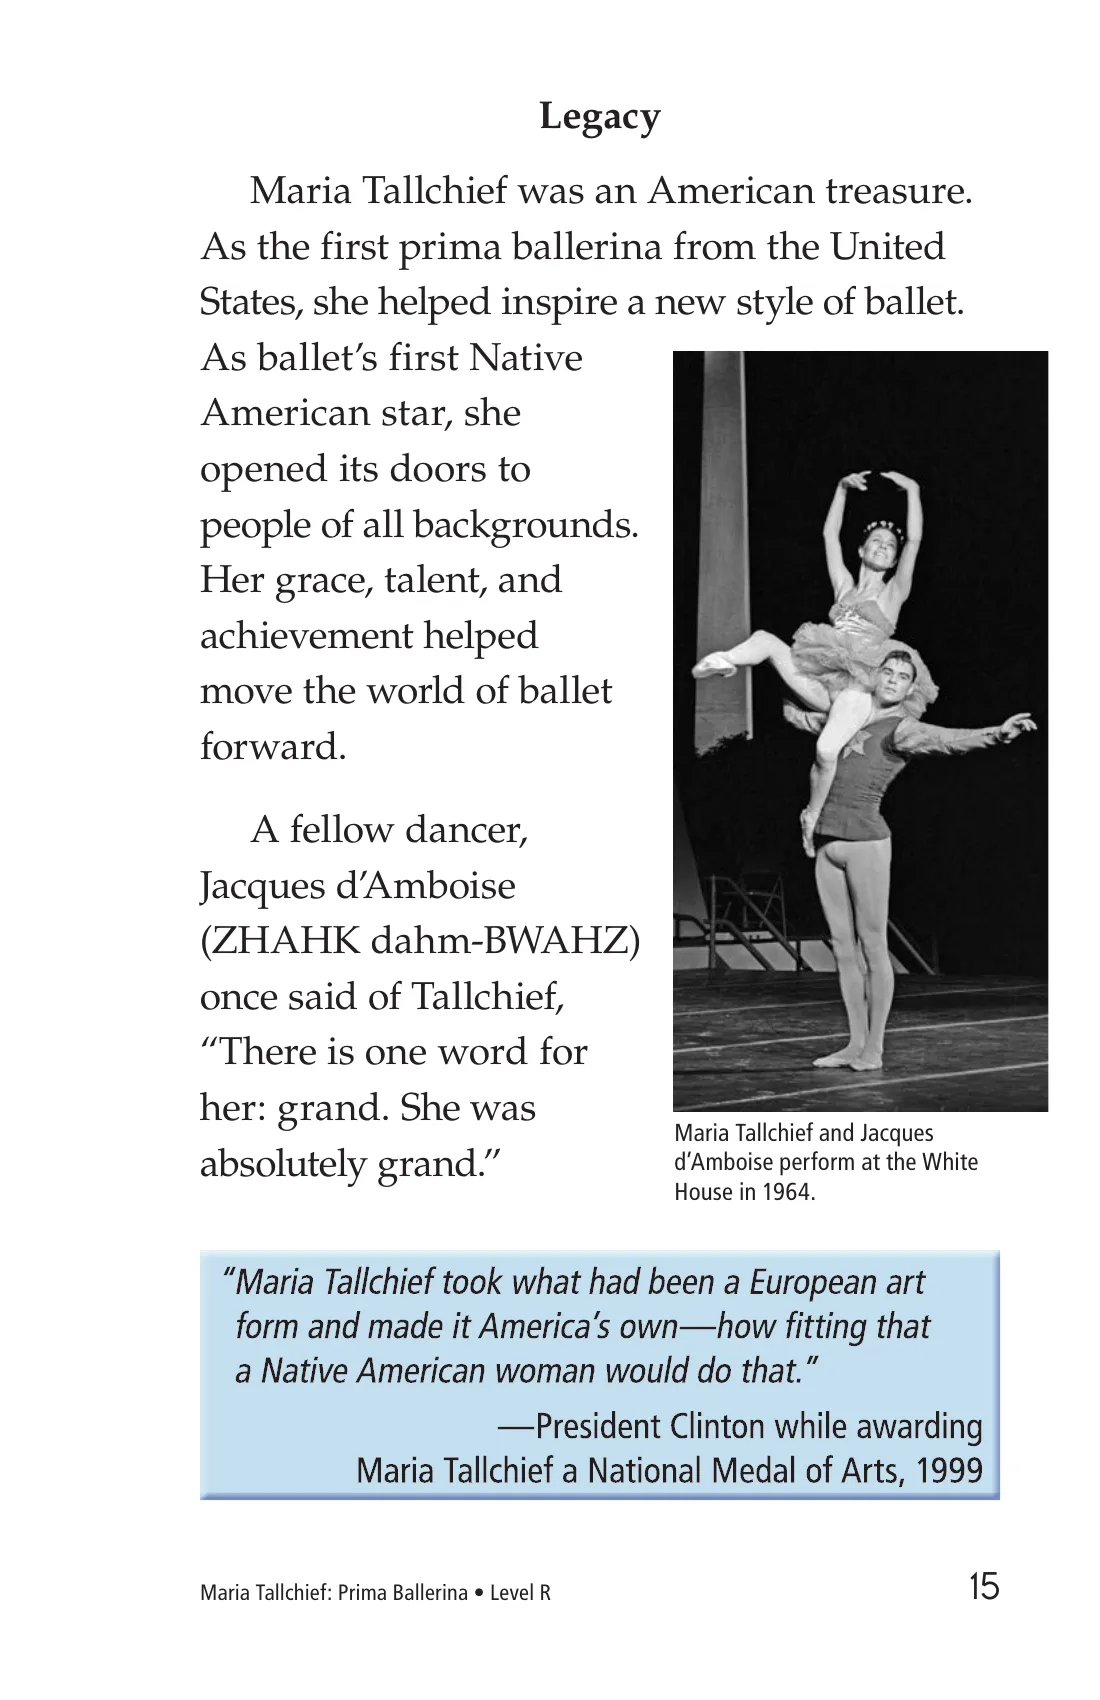 Legacy
Maria Tallchief was an American treasure.
As the first prima ballerina from the United
States, she helped inspire a new style of ballet.
As ballet’s first Native
American star, she
opened its doors to
people of all backgrounds.
Her grace, talent, and
achievement helped
move the world of ballet
forward.
A fellow dancer,
Jacques d’Amboise
(ZHAHK dahm-BWAHZ)
once said of Tallchief,
“There is one word for
her: grand. She was
absolutely grand.”
Maria Tallchief and Jacques
d’Amboise perform at the White
House in 1964.
“Maria Tallchief took what had been a European art
form and made it America’s own—how fitting that
a Native American woman would do that.”
—President Clinton while awarding
Maria Tallchief a National Medal of Arts, 1999
Maria Tallchief: Prima Ballerina • Level R
15